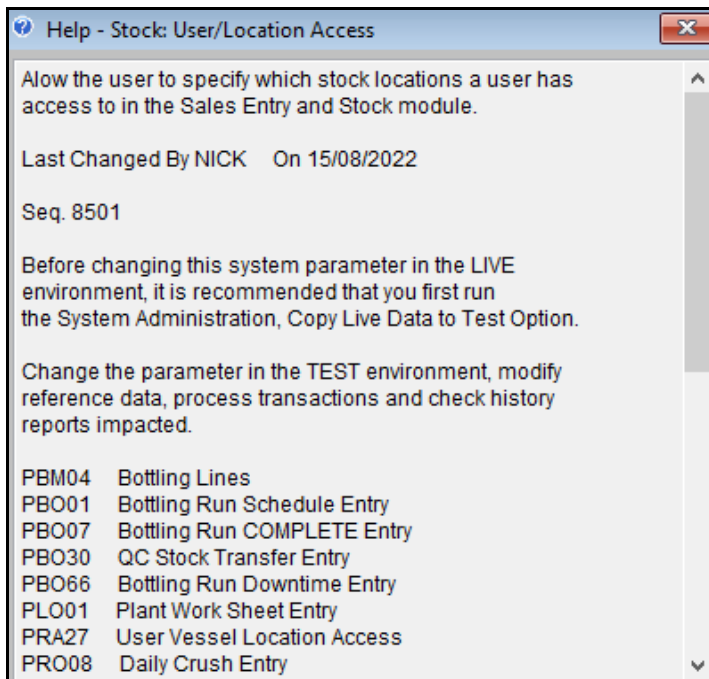 Help - Stock: User/Location Access
Alow the user to specify which stock locations a user has
access to in the Sales Entry and Stock module.
Last Changed By NICK On 15/08/2022
Seq. 8501
Before changing this system parameter in the LIVE
environment, it is recommended that you first run
the System Administration, Copy Live Data to Test Option.
Change the parameter in the TEST environment, modify
reference data, process transactions and check history
reports impacted.
PBM04 Bottling Lines
PBO01 Bottling Run Schedule Entry
PBO07 Bottling Run COMPLETE Entry
PBO30 QC Stock Transfer Entry
PBO66 Bottling Run Downtime Entry
PLO01 Plant Work Sheet Entry
PRA27 User Vessel Location Access
PRO08 Daily Crush Entry